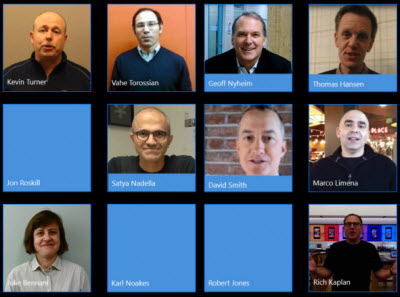 Kevin Turner
Vahe Torossian
Geoff Nyheim
Thomas Hansen
Jon Roskill
Satya Nadella
David Smith
Marco Limena
Julie Bennani
Karl Noakes
Robert Jones
Rich Kaplan